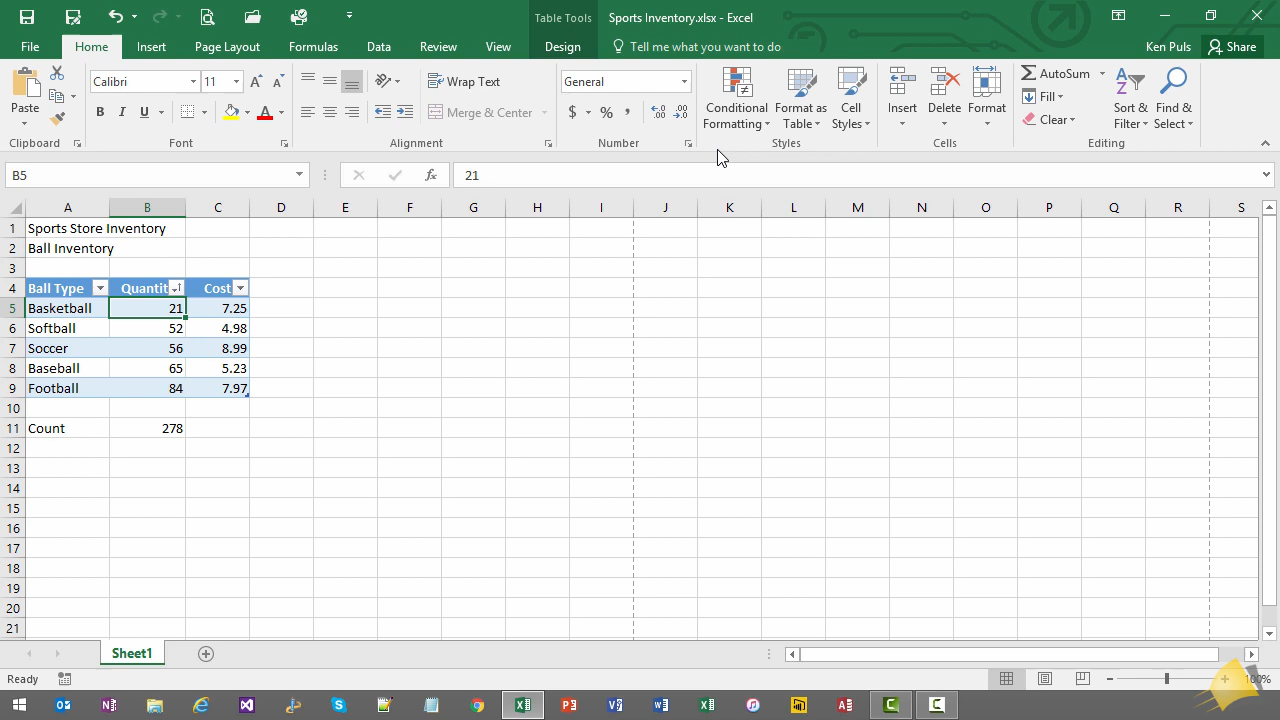 Table Tools
Sports Inventory.xlsx - Excel
File Home Insert Page Layout Formulas Data Review View Design Tell me what you want to do Ken Puls Share
Paste
Clipboard
Calibri 11
B I U
A
Font
Wrap Text
Merge & Center
Alignment
General
$ % ,
Number
Conditional Formatting
Format as Table
Cell Styles
Styles
Insert
Delete
Format
Cells
AutoSum
Fill
Clear
Sort & Filter
Find & Select
Editing
B5
fx
21
A B C D E F G H I J K L M N O P Q R S
1 Sports Store Inventory
2 Ball Inventory
3
4 Ball Type Quantit Cost
5 Basketball 21 7.25
6 Softball 52 4.98
7 Soccer 56 8.99
8 Baseball 65 5.23
9 Football 84 7.97
10
11 Count 278
12
13
14
15
16
17
18
19
20
21
Sheet1
Ready
100%